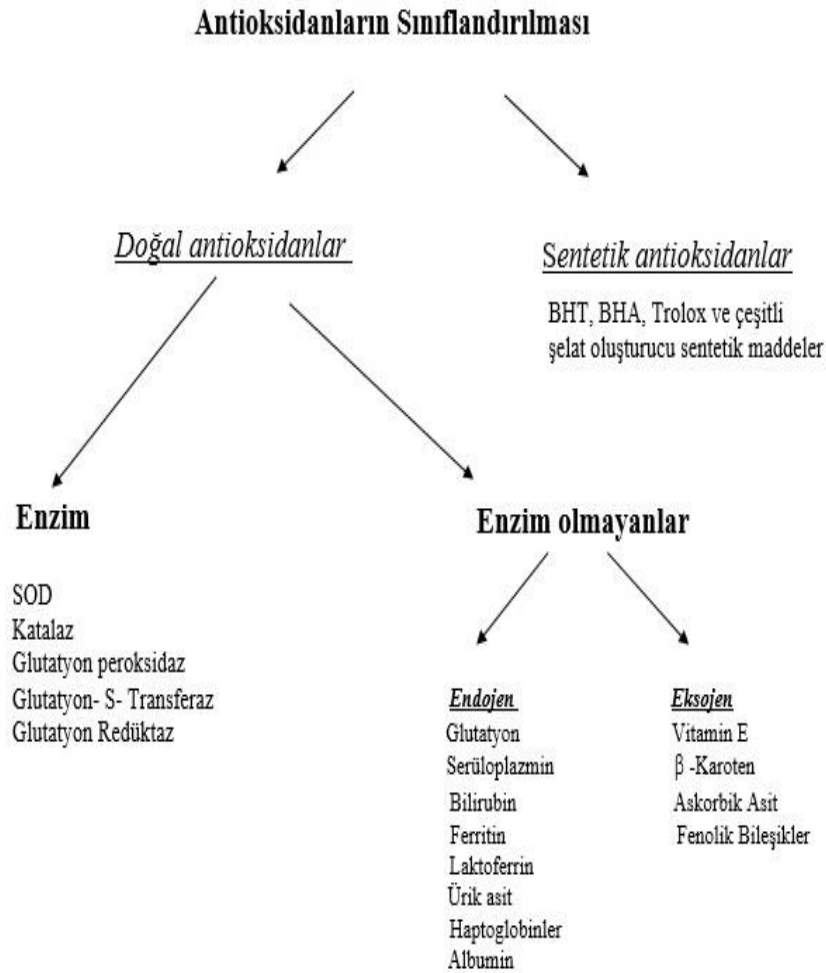 Antioksidanların Sınıflandırılması
Doğal antioksidanlar
Sentetik antioksidanlar
BHT, BHA, Trolox ve çeşitli
şelat oluşturucu sentetik maddeler
Enzim
SOD
Katalaz
Glutatyon peroksidaz
Glutatyon- S- Transferaz
Glutatyon Redüktaz
Enzim olmayanlar
Endojen
Glutatyon
Serüloplazmin
Bilirubin
Ferritin
Laktoferrin
Ürik asit
Haptoglobinler
Albumin
Eksojen
Vitamin E
β -Karoten
Askorbik Asit
Fenolik Bileşikler